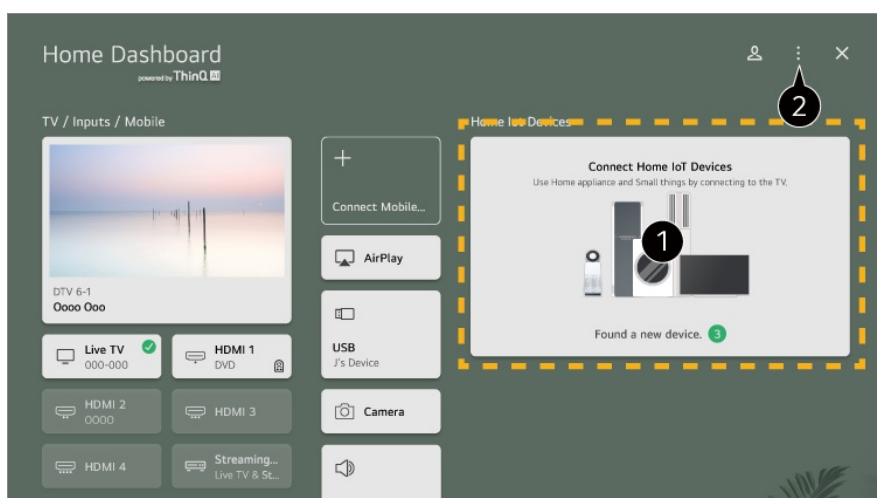 Home Dashboard
powered by ThinQ AI
2
TV / Inputs / Mobile
Home Iot Devices
DTV 6-1
Oooo Ooo
Live TV
000-000
HDMI 1
DVD
HDMI 2
0000
HDMI 3
HDMI 4
Streaming...
Live TV & St...
Connect Mobile...
AirPlay
USB
J's Device
Camera
Connect Home IoT Devices
Use Home appliance and Small things by connecting to the TV.
1
Found a new device. 3